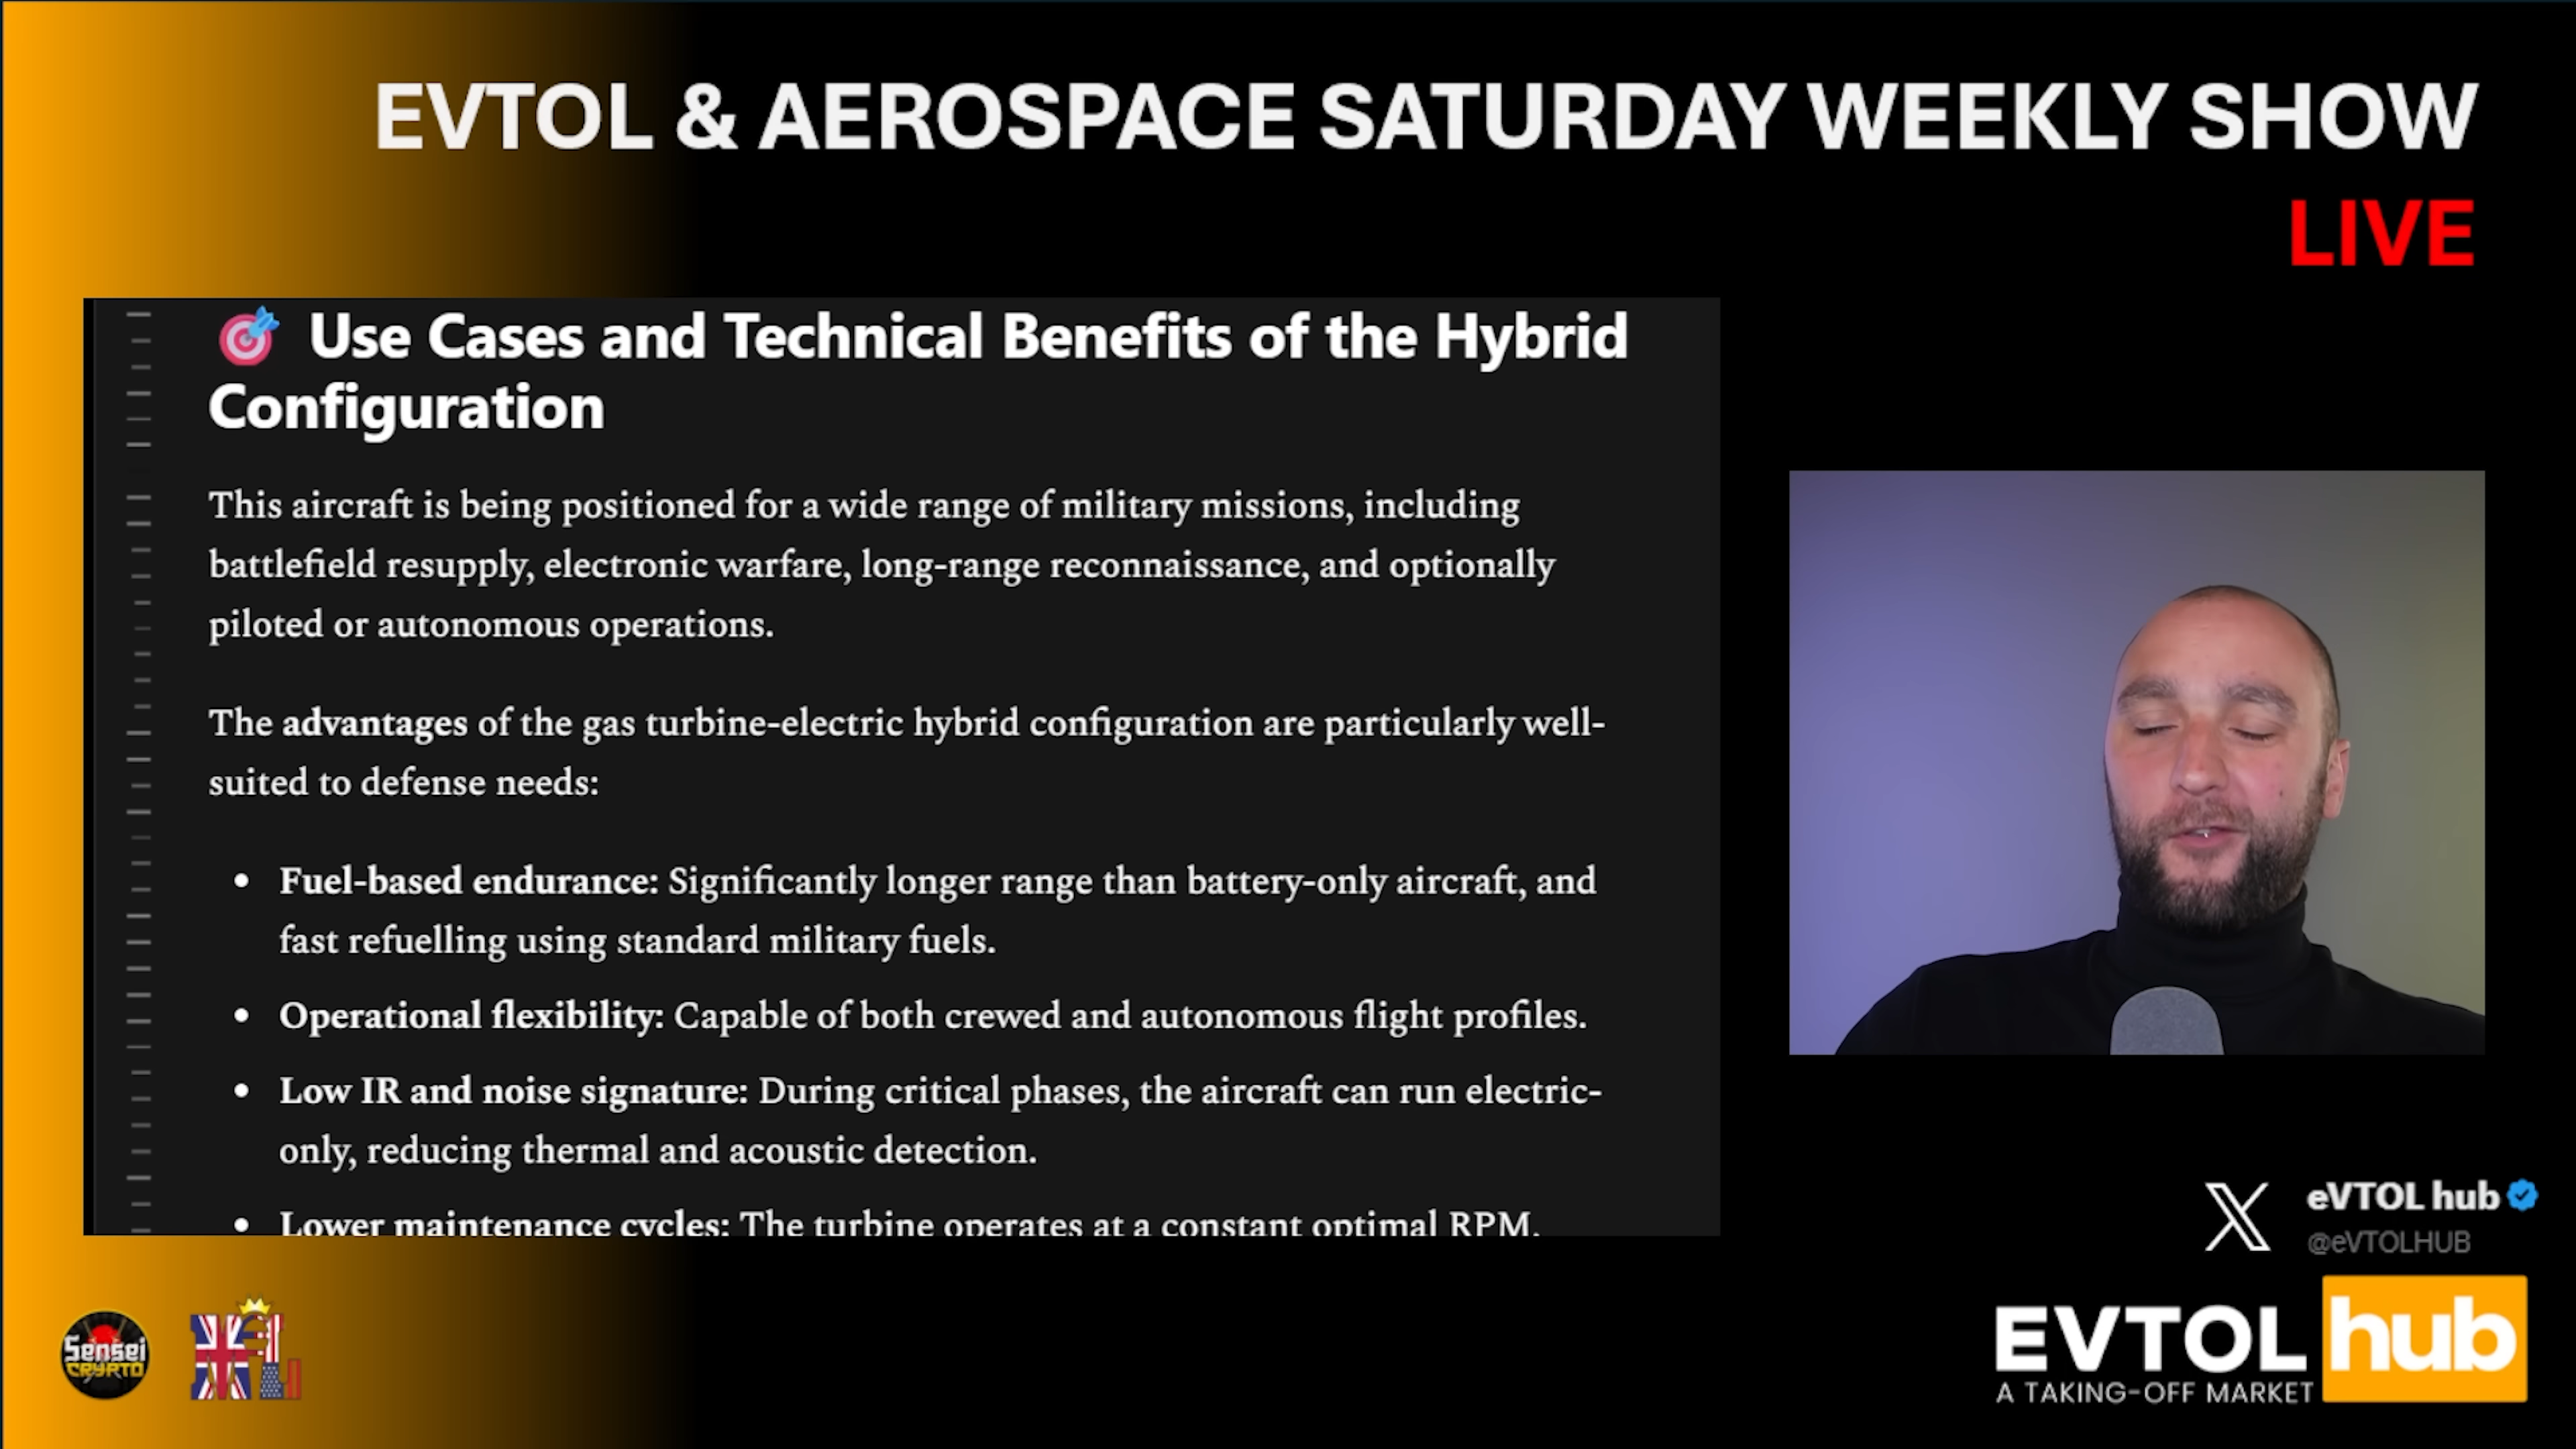 EVTOL & AEROSPACE SATURDAY WEEKLY SHOW
LIVE
Use Cases and Technical Benefits of the Hybrid
Configuration
This aircraft is being positioned for a wide range of military missions, including
battlefield resupply, electronic warfare, long-range reconnaissance, and optionally
piloted or autonomous operations.
The advantages of the gas turbine-electric hybrid configuration are particularly well-
suited to defense needs:
• Fuel-based endurance: Significantly longer range than battery-only aircraft, and
fast refuelling using standard military fuels.
• Operational flexibility: Capable of both crewed and autonomous flight profiles.
• Low IR and noise signature: During critical phases, the aircraft can run electric-
only, reducing thermal and acoustic detection.
• Lower maintenance cycles: The turbine operates at a constant optimal RPM,
eVTOL hub
@eVTOLHUB
EVTOL hub
A TAKING-OFF MARKET
Sensei
CRYPTO